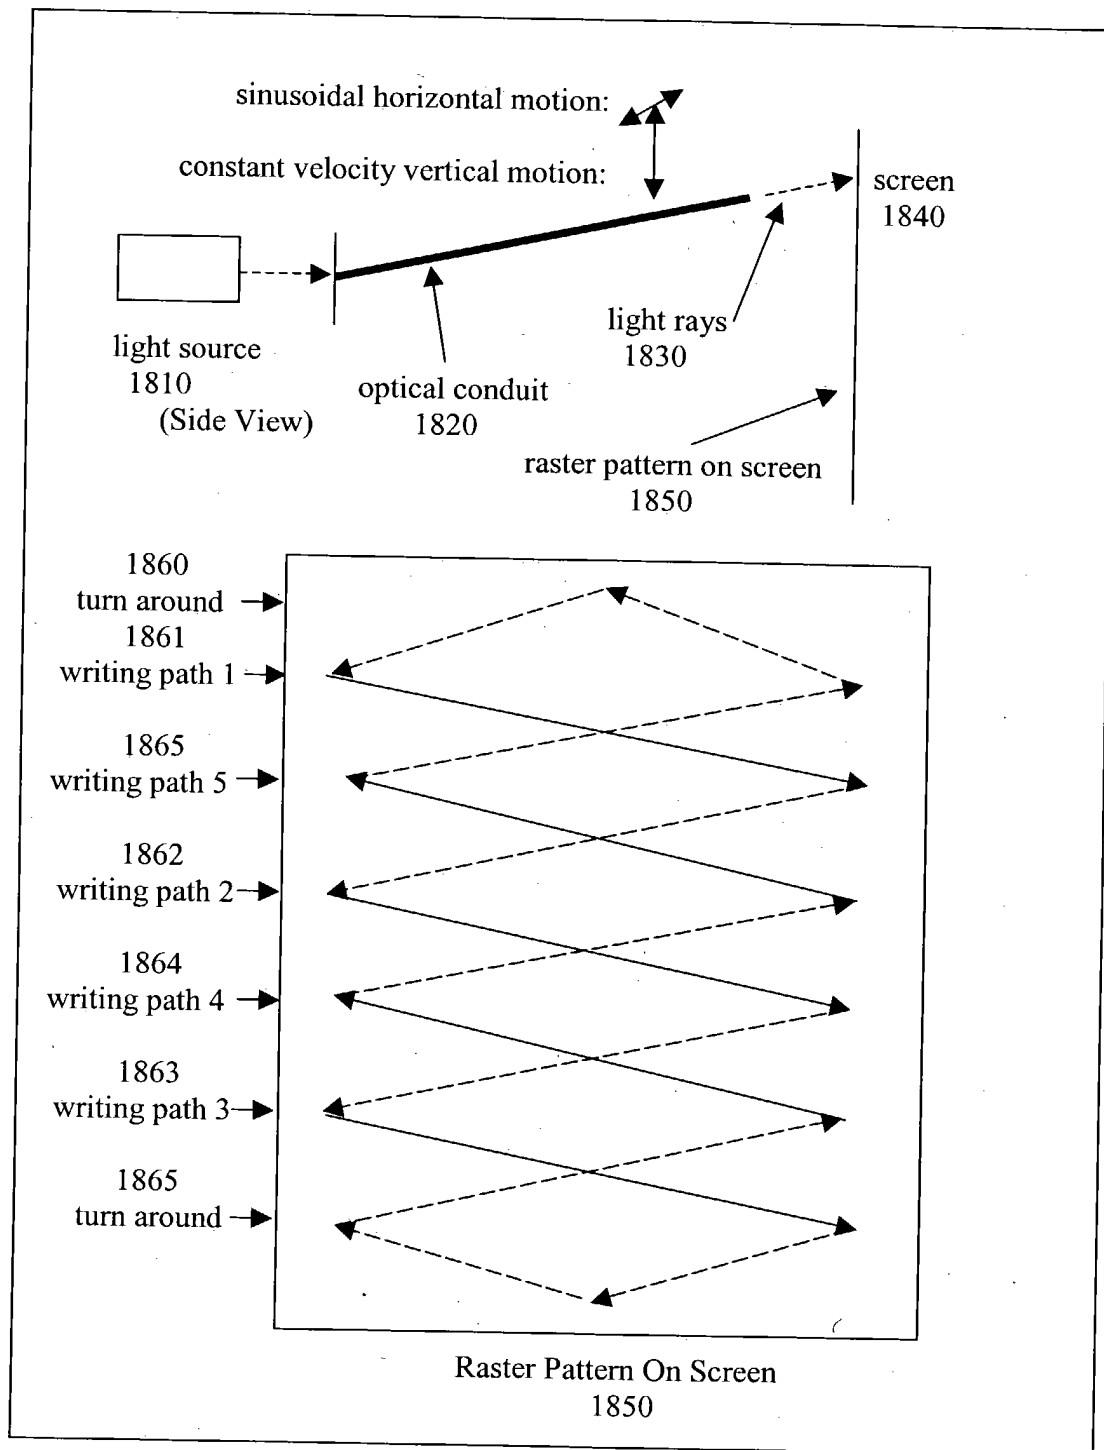 sinusoidal horizontal motion:
constant velocity vertical motion:
screen
1840
light rays
1830
light source
1810
(Side View)
optical conduit
1820
raster pattern on screen
1850
1860
turn around
1861
writing path 1
1865
writing path 5
1862
writing path 2
1864
writing path 4
1863
writing path 3
1865
turn around
Raster Pattern On Screen
1850